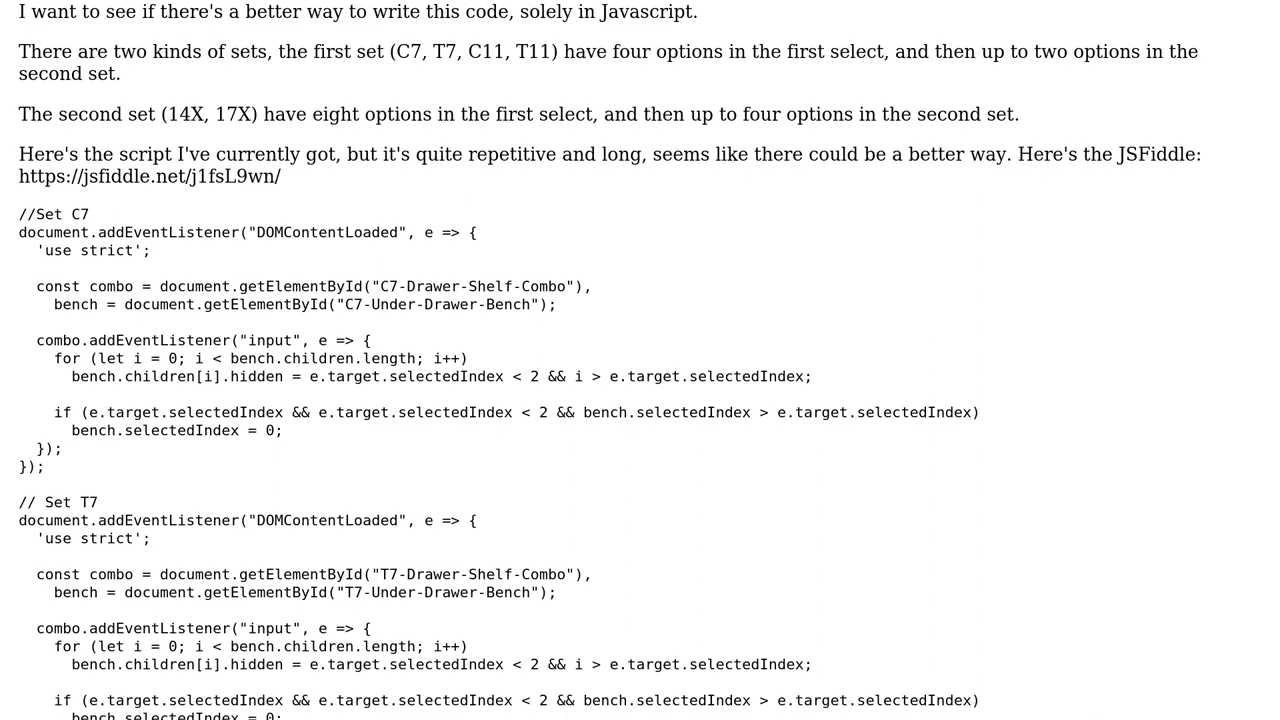 I want to see if there's a better way to write this code, solely in Javascript.
There are two kinds of sets, the first set (C7, T7, C11, T11) have four options in the first select, and then up to two options in the
second set.
The second set (14X, 17X) have eight options in the first select, and then up to four options in the second set.
Here's the script I've currently got, but it's quite repetitive and long, seems like there could be a better way. Here's the JSFiddle:
https://jsfiddle.net/j1fsL9wn/
//Set C7
document.addEventListener("DOMContentLoaded", e => {
  'use strict';
  const combo = document.getElementById("C7-Drawer-Shelf-Combo"),
    bench = document.getElementById("C7-Under-Drawer-Bench");
  combo.addEventListener("input", e => {
    for (let i = 0; i < bench.children.length; i++)
      bench.children[i].hidden = e.target.selectedIndex < 2 && i > e.target.selectedIndex;
    if (e.target.selectedIndex && e.target.selectedIndex < 2 && bench.selectedIndex > e.target.selectedIndex)
      bench.selectedIndex = 0;
  });
});
// Set T7
document.addEventListener("DOMContentLoaded", e => {
  'use strict';
  const combo = document.getElementById("T7-Drawer-Shelf-Combo"),
    bench = document.getElementById("T7-Under-Drawer-Bench");
  combo.addEventListener("input", e => {
    for (let i = 0; i < bench.children.length; i++)
      bench.children[i].hidden = e.target.selectedIndex < 2 && i > e.target.selectedIndex;
    if (e.target.selectedIndex && e.target.selectedIndex < 2 && bench.selectedIndex > e.target.selectedIndex)
      bench.selectedIndex = 0;